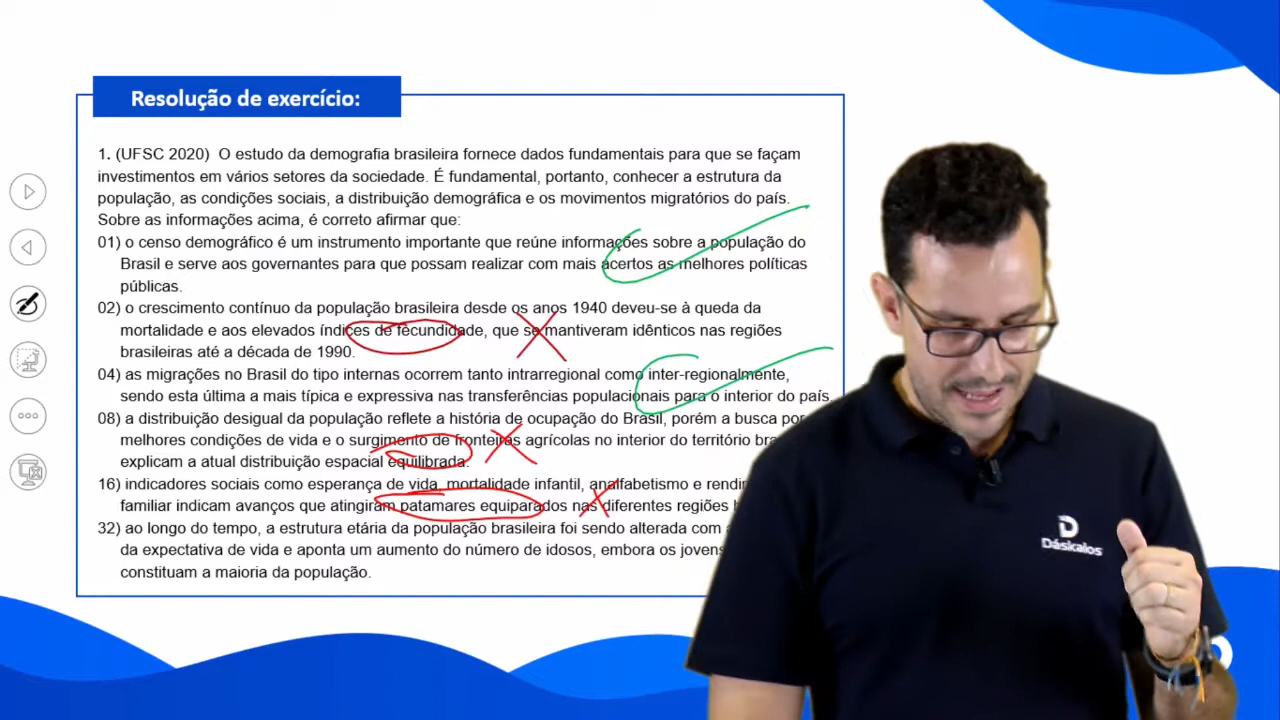 Resolução de exercício:
1. (UFSC 2020) O estudo da demografia brasileira fornece dados fundamentais para que se façam
investimentos em vários setores da sociedade. É fundamental, portanto, conhecer a estrutura da
população, as condições sociais, a distribuição demográfica e os movimentos migratórios do país.
Sobre as informações acima, é correto afirmar que:
01) o censo demográfico é um instrumento importante que reúne informações sobre a população do
Brasil e serve aos governantes para que possam realizar com mais acertos as melhores políticas
públicas.
02) o crescimento contínuo da população brasileira desde os anos 1940 deveu-se à queda da
mortalidade e aos elevados índices de fecundidade, que se mantiveram idênticos nas regiões
brasileiras até a década de 1990.
04) as migrações no Brasil do tipo internas ocorrem tanto intrarregional como inter-regionalmente,
sendo esta última a mais típica e expressiva nas transferências populacionais para o interior do país.
08) a distribuição desigual da população reflete a história de ocupação do Brasil, porém a busca por
melhores condições de vida e o surgimento de fronteiras agrícolas no interior do território
explicam a atual distribuição espacial equilibrada.
16) indicadores sociais como esperança de vida, mortalidade infantil, analfabetismo e
familiar indicam avanços que atingiram patamares equiparados nas diferentes regiões
32) ao longo do tempo, a estrutura etária da população brasileira foi sendo alterada com
da expectativa de vida e aponta um aumento do número de idosos, embora os jovens
constituam a maioria da população.
D
Dáskalos